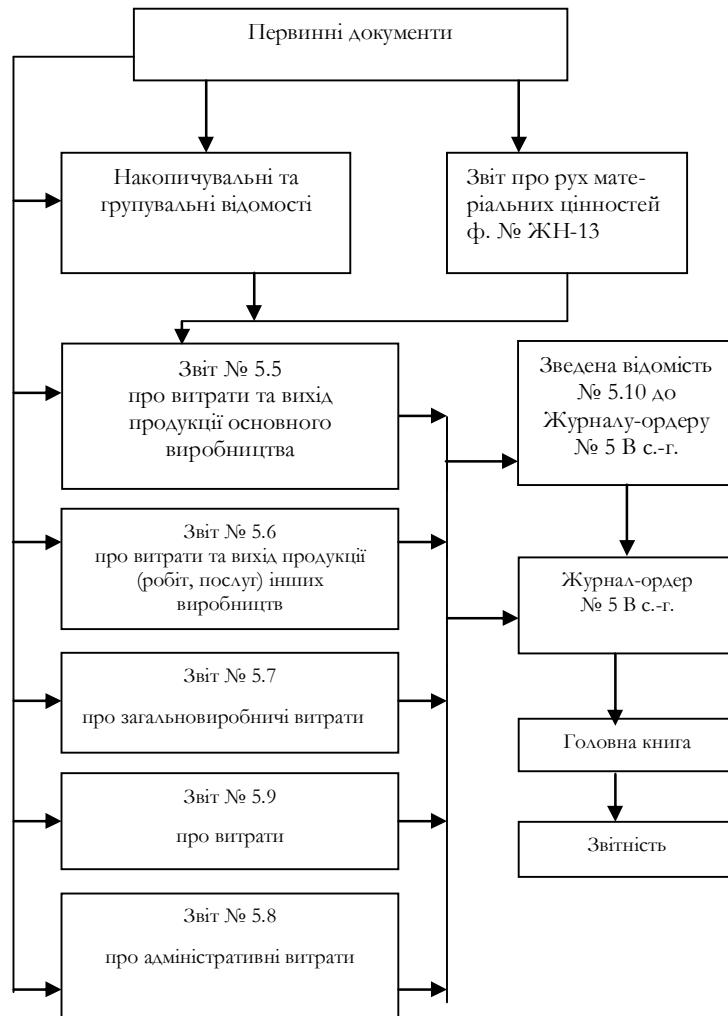 Первинні документи
Накопичувальні та
групувальні відомості
Звіт про рух мате-
ріальних цінностей
ф. № ЖН-13
Звіт № 5.5
про витрати та вихід
продукції основного
виробництва
Зведена відомість
№ 5.10 до
Журналу-ордеру
№ 5 В с.-г.
Звіт № 5.6
про витрати та вихід продукції
(робіт, послуг) інших
виробництв
Журнал-ордер
№ 5 В с.-г.
Звіт № 5.7
про загальновиробничі витрати
Головна книга
Звіт № 5.9
про витрати
Звітність
Звіт № 5.8
про адміністративні витрати